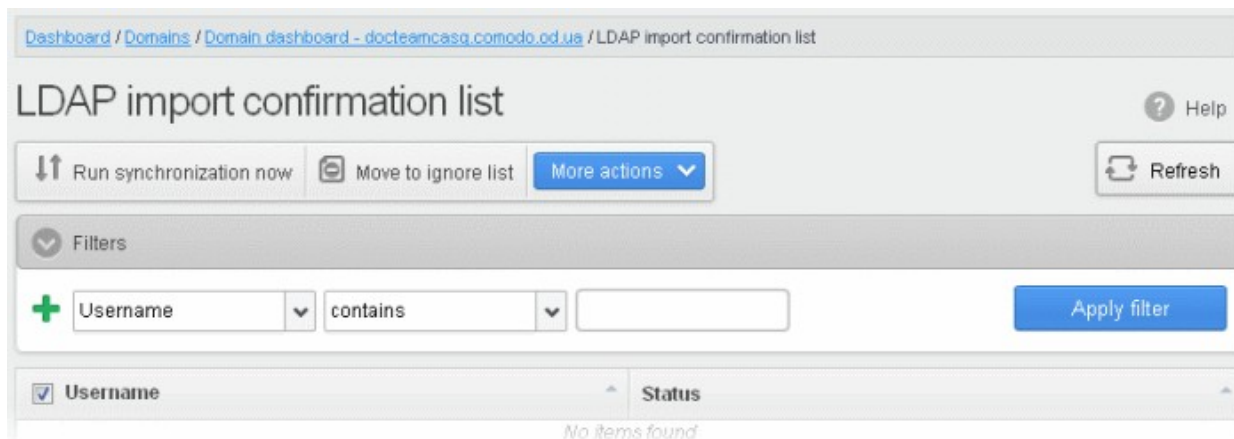 Dashboard / Domains / Domain dashboard - docteamcasg.comodo.od.ua / LDAP import confirmation list
LDAP import confirmation list
Help
Run synchronization now Move to ignore list More actions Refresh
Filters
Username contains Apply filter
Username Status
No items found